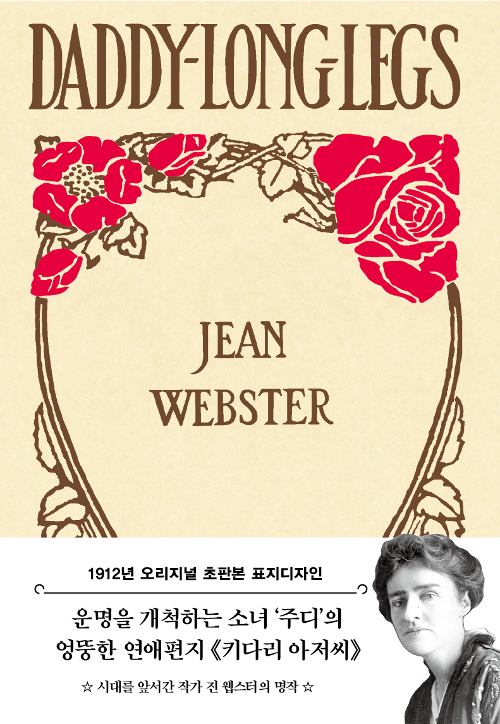 DADDY-LONG-LEGS
JEAN
WEBSTER
1912년 오리지널 초판본 표지디자인
운명을 개척하는 소녀 ‘주디’의
엉뚱한 연애편지 《키다리 아저씨》
☆ 시대를 앞서간 작가 진 웹스터의 명작 ☆